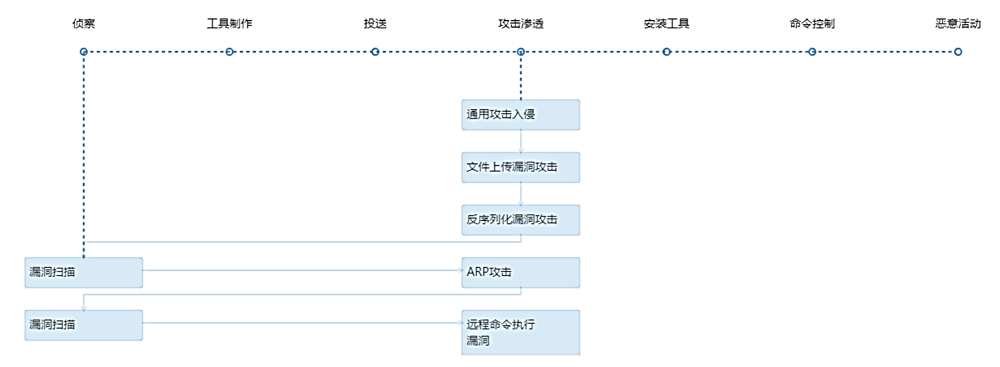 侦察
工具制作
投送
攻击渗透
安装工具
命令控制
恶意活动
通用攻击入侵
文件上传漏洞攻击
反序列化漏洞攻击
漏洞扫描
ARP攻击
漏洞扫描
远程命令执行
漏洞